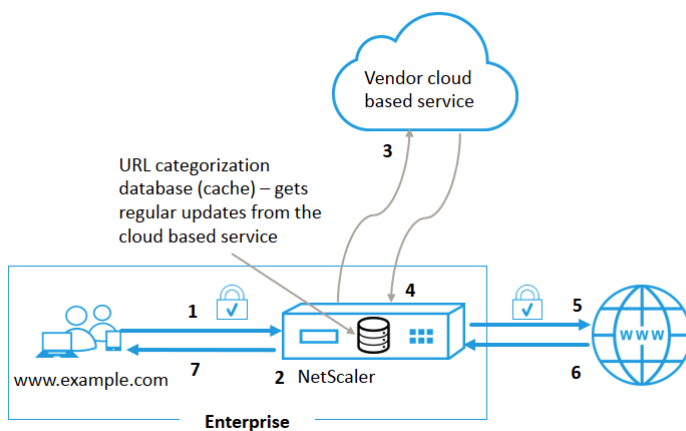 Vendor cloud
based service
3
URL categorization
database (cache) – gets
regular updates from the
cloud based service
4
1
5
WWW
7
2
NetScaler
6
www.example.com
Enterprise